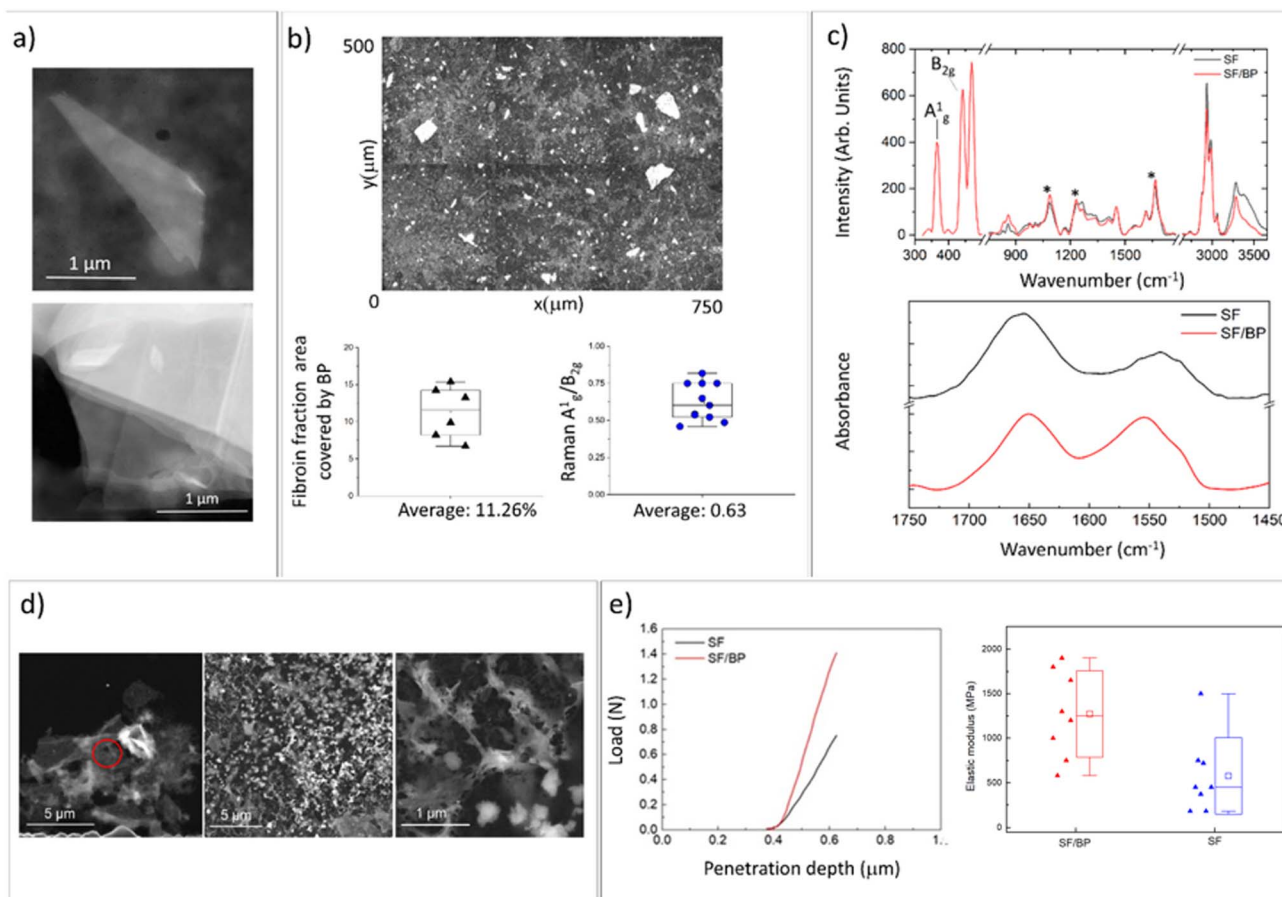 a)
1 μm
1 μm
b)
500
y(μm)
0
x(μm)
750
Fibroin fraction area
covered by BP
20
15
10
5
0
Average: 11.26%
Raman A¹g/B2g
1.00
0.75
0.50
0.25
0.00
Average: 0.63
c)
Intensity (Arb. Units)
800
600
400
200
0
B2g
A¹g
*
*
*
SF
SF/BP
300 400 900 1200 1500 3000 3500
Wavenumber (cm-1)
Absorbance
SF
SF/BP
1750 1700 1650 1600 1550 1500 1450
Wavenumber (cm-1)
d)
5 μm
5 μm
1 μm
e)
Load (N)
1.6
1.4
1.2
1.0
0.8
0.6
0.4
0.2
0.0
SF
SF/BP
0.0 0.2 0.4 0.6 0.8
Penetration depth (μm)
Elastic modulus (MPa)
2000
1500
1000
500
0
SF/BP SF